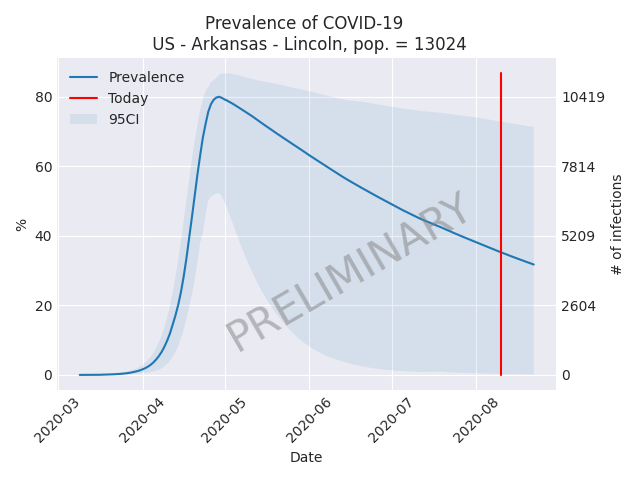 Prevalence of COVID-19
US - Arkansas - Lincoln, pop. = 13024
Prevalence
Today
95CI
80
60
40
20
0
%
10419
7814
5209
2604
0
# of infections
PRELIMINARY
2020-03
2020-04
2020-05
2020-06
2020-07
2020-08
Date